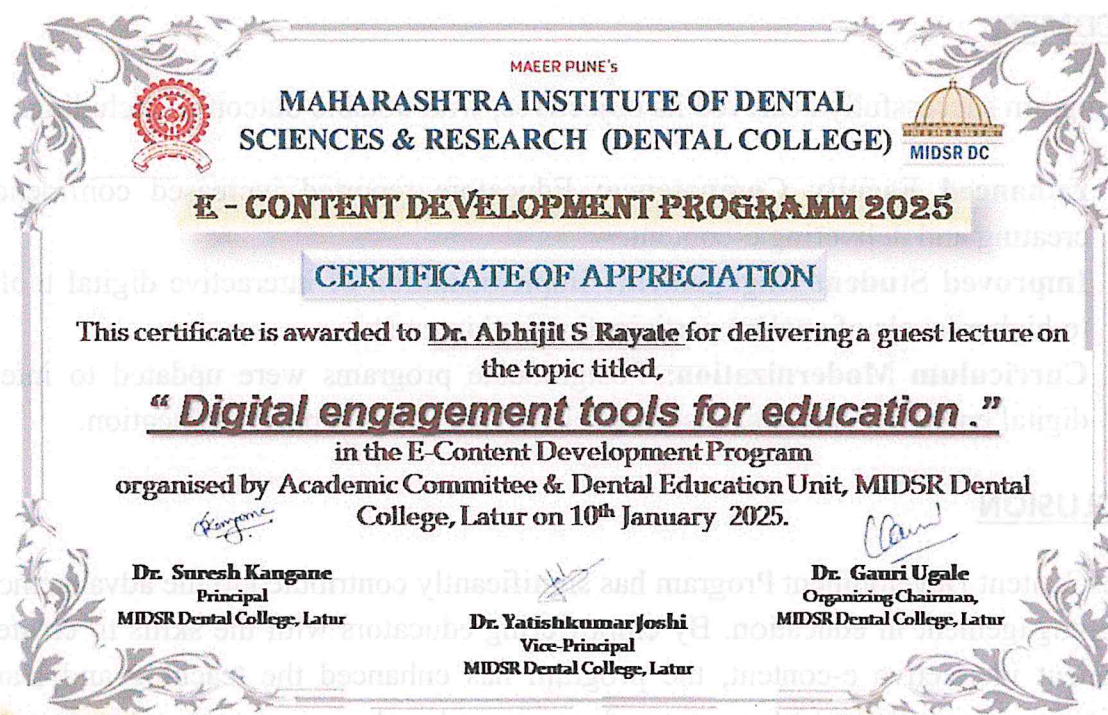 MAEER PUNE's
MAHARASHTRA INSTITUTE OF DENTAL
SCIENCES & RESEARCH (DENTAL COLLEGE)
MIDSR DC
E - CONTENT DEVELOPMENT PROGRAMM 2025
CERTIFICATE OF APPRECIATION
This certificate is awarded to Dr. Abhijit S Rayate for delivering a guest lecture on
the topic titled,
“ Digital engagement tools for education .”
in the E-Content Development Program
organised by Academic Committee & Dental Education Unit, MIDSR Dental
College, Latur on 10th January 2025.
Dr. Suresh Kangane
Principal
MIDSR Dental College, Latur
Dr. Yatishkumar Joshi
Vice-Principal
MIDSR Dental College, Latur
Dr. Gauri Ugale
Organizing Chairman,
MIDSR Dental College, Latur